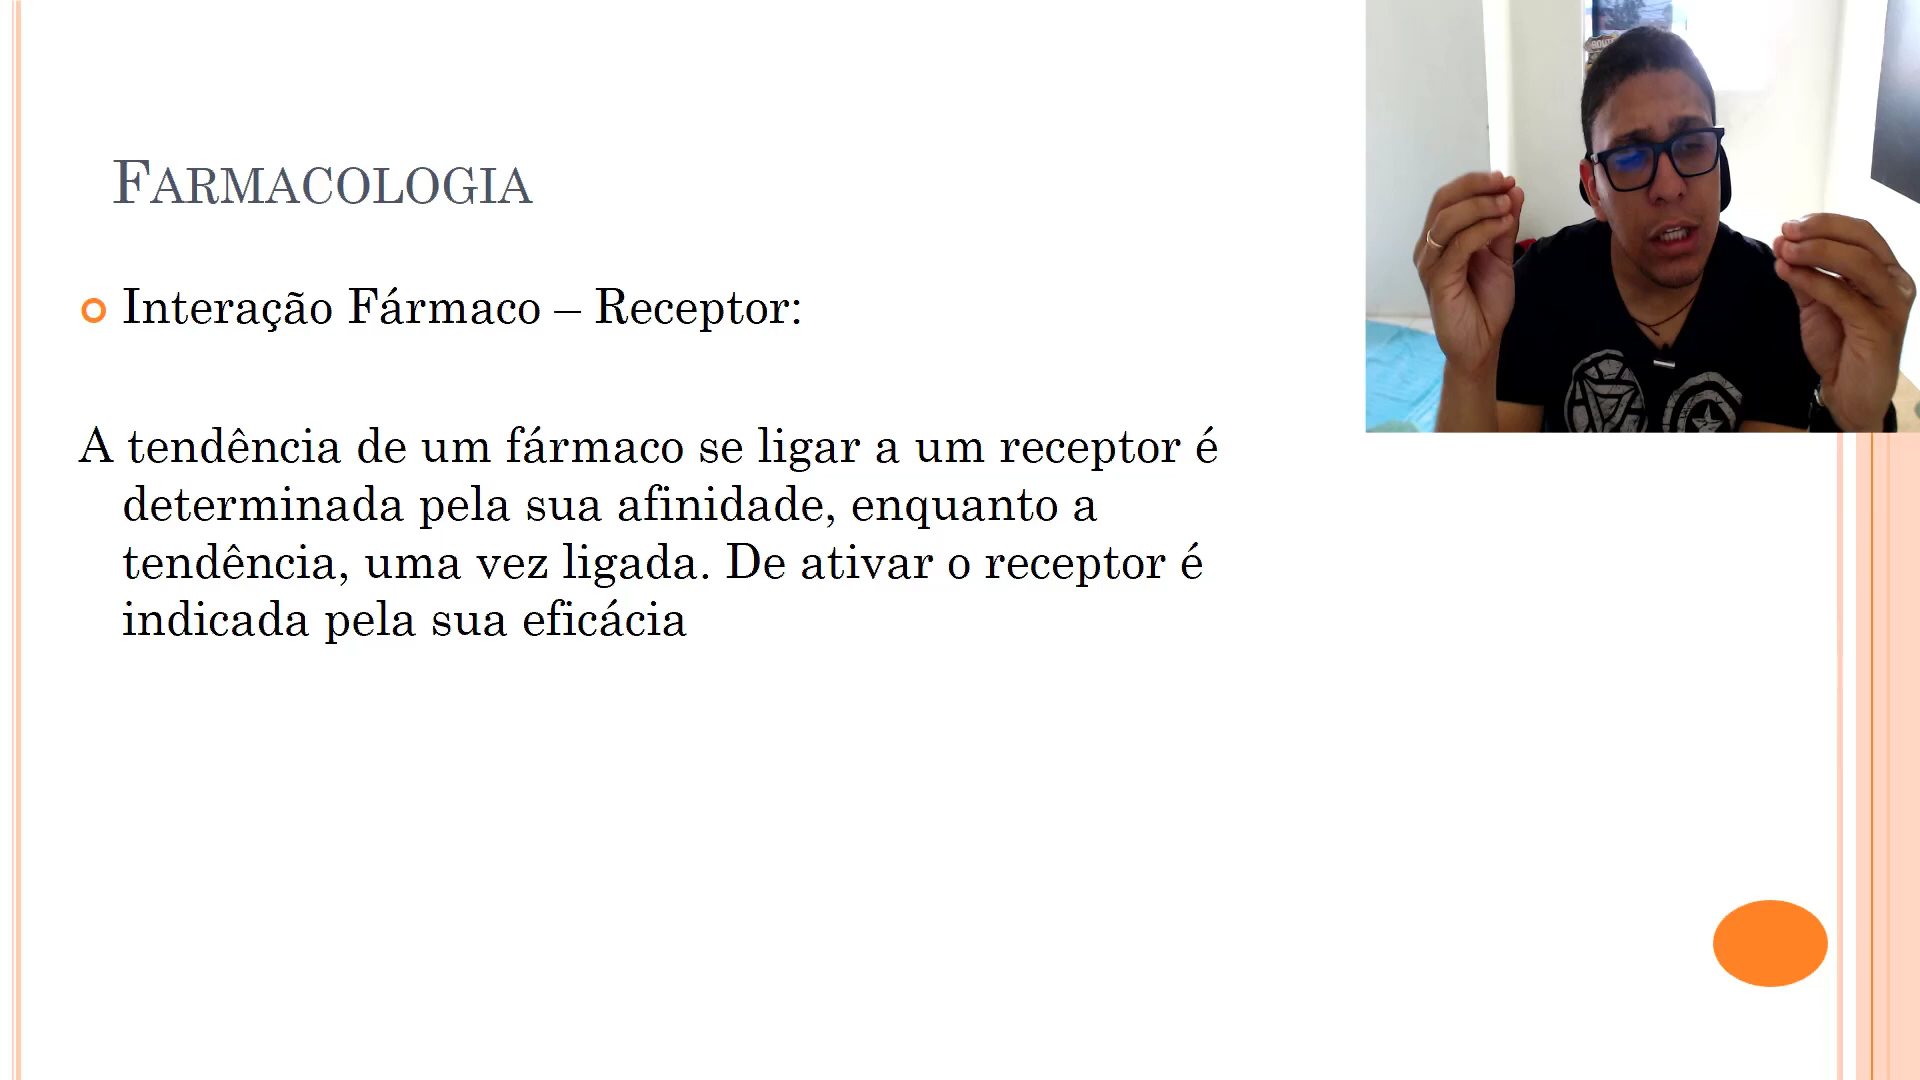 FARMACOLOGIA
Interação Fármaco – Receptor:
A tendência de um fármaco se ligar a um receptor é
determinada pela sua afinidade, enquanto a
tendência, uma vez ligada. De ativar o receptor é
indicada pela sua eficácia